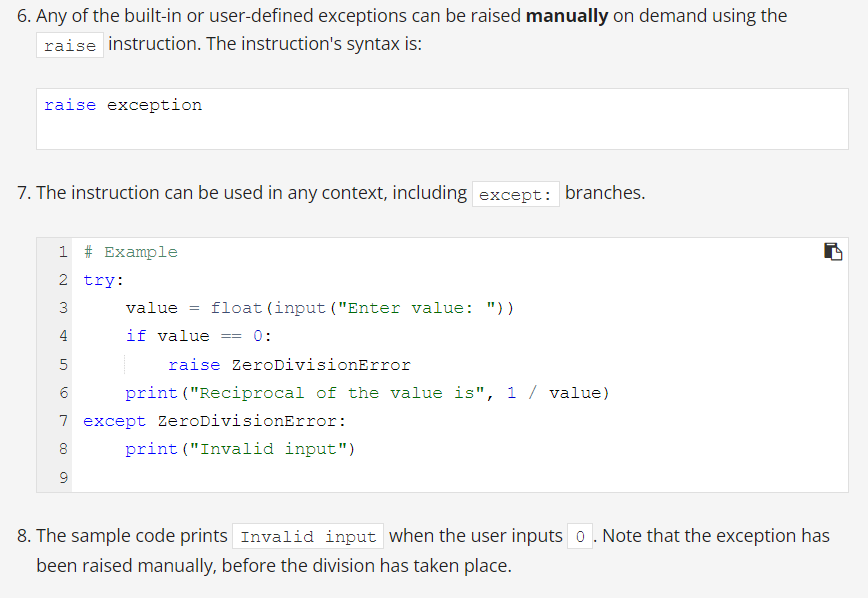 6. Any of the built-in or user-defined exceptions can be raised manually on demand using the
raise instruction. The instruction's syntax is:
raise exception
7. The instruction can be used in any context, including except: branches.
1 # Example
2 try:
3     value = float(input("Enter value: "))
4     if value == 0:
5         raise ZeroDivisionError
6     print("Reciprocal of the value is", 1 / value)
7 except ZeroDivisionError:
8     print("Invalid input")
9
8. The sample code prints Invalid input when the user inputs 0. Note that the exception has
been raised manually, before the division has taken place.